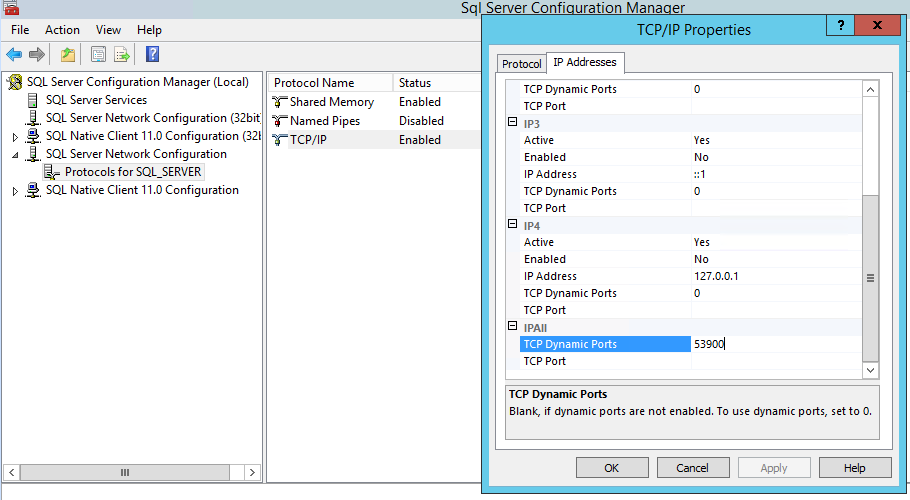 Sql Server Configuration Manager
File Action View Help
SQL Server Configuration Manager (Local)
SQL Server Services
SQL Server Network Configuration (32bit
SQL Native Client 11.0 Configuration (32bit
SQL Server Network Configuration
Protocols for SQL_SERVER
SQL Native Client 11.0 Configuration
Protocol Name Status
Shared Memory Enabled
Named Pipes Disabled
TCP/IP Enabled
TCP/IP Properties
? x
Protocol IP Addresses
TCP Dynamic Ports 0
TCP Port
IP3
Active Yes
Enabled No
IP Address ::1
TCP Dynamic Ports 0
TCP Port
IP4
Active Yes
Enabled No
IP Address 127.0.0.1
TCP Dynamic Ports 0
TCP Port
IPAll
TCP Dynamic Ports 53900
TCP Port
TCP Dynamic Ports
Blank, if dynamic ports are not enabled. To use dynamic ports, set to 0.
OK Cancel Apply Help